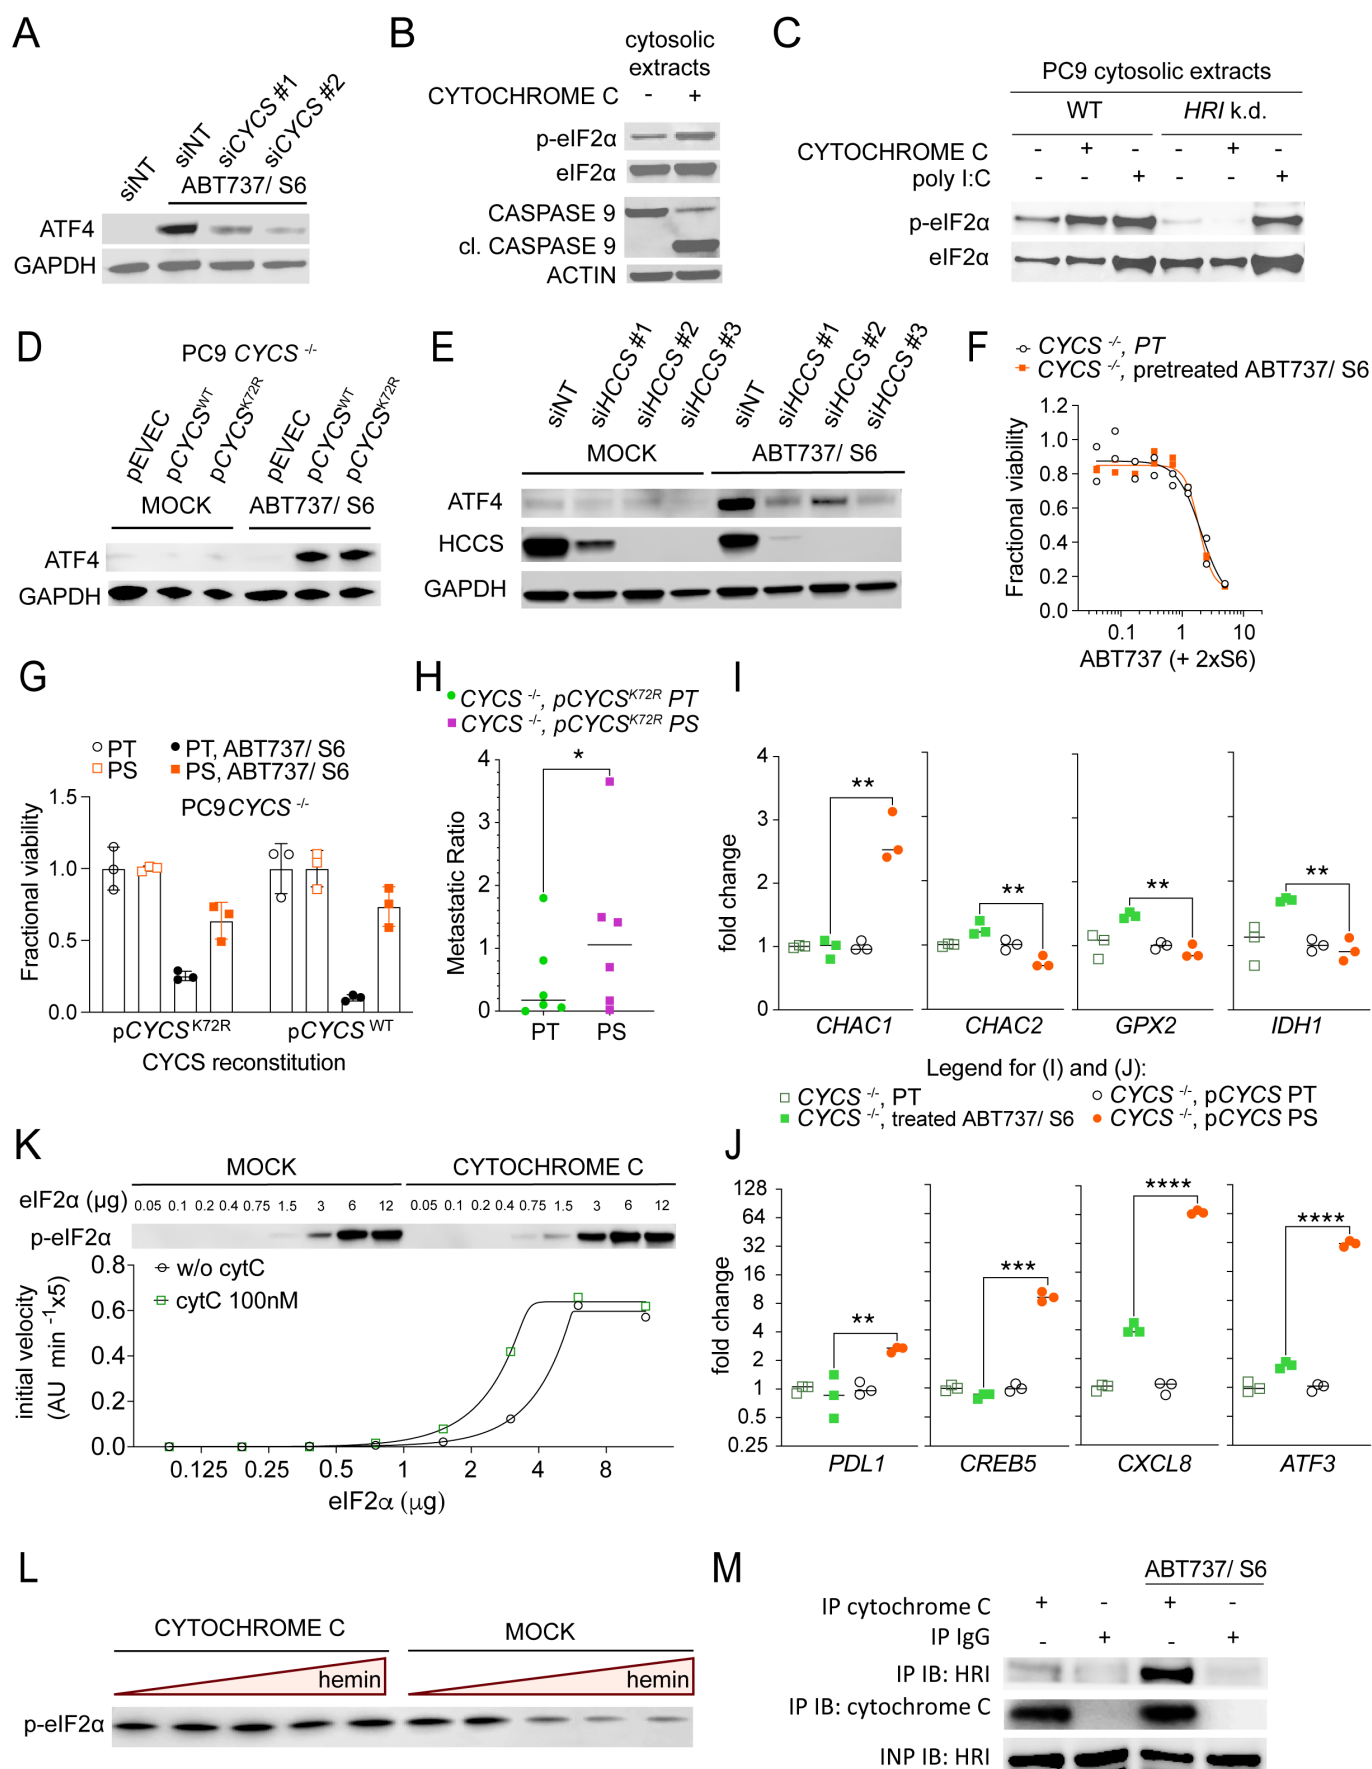 A
siNT
siNT
siCYCS #1
siCYCS #2
ABT737/ S6
ATF4
GAPDH
B
cytosolic
extracts
CYTOCHROME C - +
p-eIF2α
eIF2α
CASPASE 9
cl. CASPASE 9
ACTIN
C
PC9 cytosolic extracts
WT HRI k.d.
CYTOCHROME C - + - - + -
poly I:C - - + - - +
p-eIF2α
eIF2α
D
PC9 CYCS -/-
pEVEC
pCYCSWT
pCYCSK72R
pEVEC
pCYCSWT
pCYCSK72R
MOCK ABT737/ S6
ATF4
GAPDH
E
siNT
siHCCS #1
siHCCS #2
siHCCS #3
siNT
siHCCS #1
siHCCS #2
siHCCS #3
MOCK ABT737/ S6
ATF4
HCCS
GAPDH
F
CYCS -/-, PT
CYCS -/-, pretreated ABT737/ S6
Fractional viability
1.2
1.0
0.8
0.6
0.4
0.2
0.0
0.1 1 10
ABT737 (+ 2xS6)
G
PT PT, ABT737/ S6
PS PS, ABT737/ S6
PC9 CYCS -/-
Fractional viability
1.5
1.0
0.5
0.0
pCYCSK72R pCYCS WT
CYCS reconstitution
H
CYCS -/-, pCYCSK72R PT
CYCS -/-, pCYCSK72R PS
*
Metastatic Ratio
4
3
2
1
0
PT PS
I
fold change
4
3
2
1
0
**
**
**
**
CHAC1 CHAC2 GPX2 IDH1
Legend for (I) and (J):
CYCS -/-, PT CYCS -/-, pCYCS PT
CYCS -/-, treated ABT737/ S6 CYCS -/-, pCYCS PS
K
MOCK CYTOCHROME C
eIF2α (μg) 0.05 0.1 0.2 0.4 0.75 1.5 3 6 12 0.05 0.1 0.2 0.4 0.75 1.5 3 6 12
p-eIF2α
w/o cytC
cytC 100nM
initial velocity
(AU min -1x5)
0.8
0.6
0.4
0.2
0.0
0.125 0.25 0.5 1 2 4 8
eIF2α (μg)
J
fold change
128
64
32
16
8
4
2
1
0.5
0.25
**
***
****
****
PDL1 CREB5 CXCL8 ATF3
L
CYTOCHROME C MOCK
hemin hemin
p-eIF2α
M
ABT737/ S6
IP cytochrome C + - + -
IP IgG - + - +
IP IB: HRI
IP IB: cytochrome C
INP IB: HRI